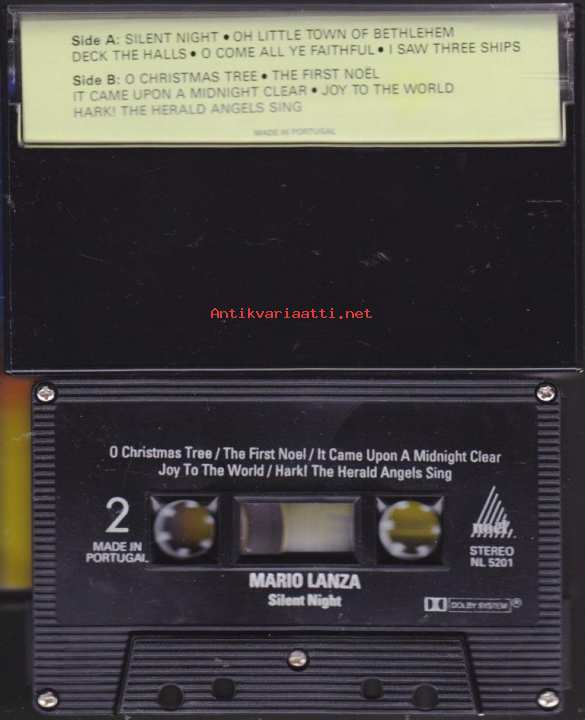 Side A: SILENT NIGHT • OH LITTLE TOWN OF BETHLEHEM
DECK THE HALLS • O COME ALL YE FAITHFUL • I SAW THREE SHIPS
Side B: O CHRISTMAS TREE • THE FIRST NOËL
IT CAME UPON A MIDNIGHT CLEAR • JOY TO THE WORLD
HARK! THE HERALD ANGELS SING
MADE IN PORTUGAL
Antikvariaatti.net
O Christmas Tree / The First Noel / It Came Upon A Midnight Clear
Joy To The World / Hark! The Herald Angels Sing
2
MADE IN
PORTUGAL
noel
STEREO
NL 5201
MARIO LANZA
Silent Night
DOLBY SYSTEM ®